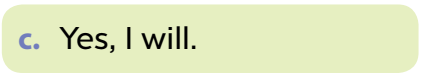 c. Yes, I will.